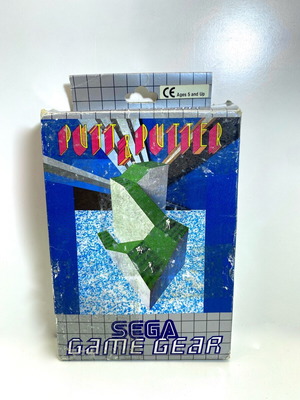 CE Ages 5 and Up
PUTT & PUTTER
SEGA
GAME GEAR